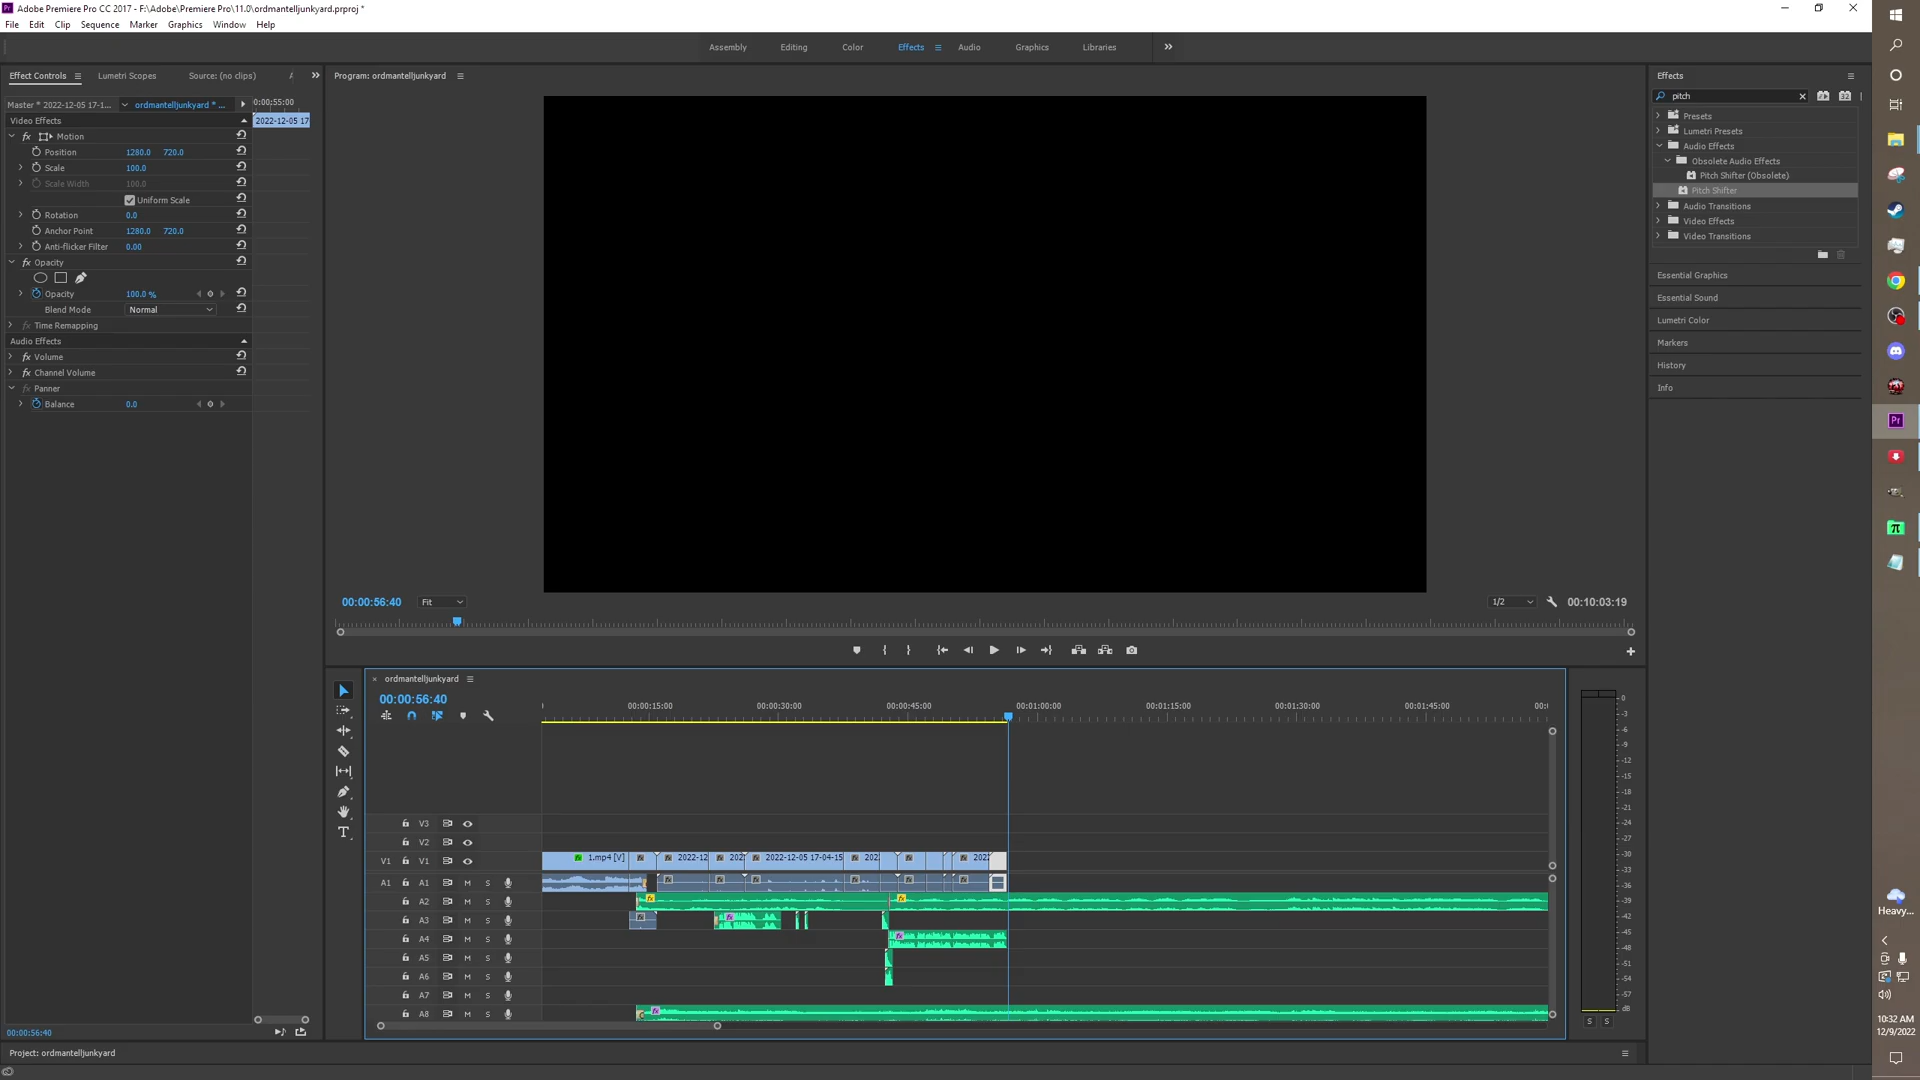 Adobe Premiere Pro CC 2017 - F:\Adobe\Premiere Pro\11.0\ordmantelljunkyard.prproj *
File Edit Clip Sequence Marker Graphics Window Help
Assembly Editing Color Effects Audio Graphics Libraries
Effect Controls Lumetri Scopes Source: (no clips)
Program: ordmantelljunkyard
Effects
Master * 2022-12-05 17-1... ordmantelljunkyard * ...
0:00:55:00
pitch
Video Effects
2022-12-05 17
Motion
Position 1280.0 720.0
Scale 100.0
Scale Width 100.0
Uniform Scale
Rotation 0.0
Anchor Point 1280.0 720.0
Anti-flicker Filter 0.00
Opacity
Opacity 100.0 %
Blend Mode Normal
Time Remapping
Audio Effects
Volume
Channel Volume
Panner
Balance 0.0
Presets
Lumetri Presets
Audio Effects
Obsolete Audio Effects
Pitch Shifter (Obsolete)
Pitch Shifter
Audio Transitions
Video Effects
Video Transitions
Essential Graphics
Essential Sound
Lumetri Color
Markers
History
Info
00:00:56:40 Fit 1/2 00:10:03:19
ordmantelljunkyard
00:00:56:40
00:00:15:00 00:00:30:00 00:00:45:00 00:01:00:00 00:01:15:00 00:01:30:00 00:01:45:00
V3
V2
V1 V1 1.mp4 [V] 2022-12 202 2022-12-05 17-04-15 202 202
A1 A1 M S
A2 M S
A3 M S
A4 M S
A5 M S
A6 M S
A7 M S
A8 M S
0
-3
-6
-9
-12
-15
-18
-21
-24
-27
-30
-33
-36
-39
-42
-45
-48
-51
-54
-57
dB
S S
00:00:56:40
Project: ordmantelljunkyard
Pr
Heavy...
10:32 AM
12/9/2022